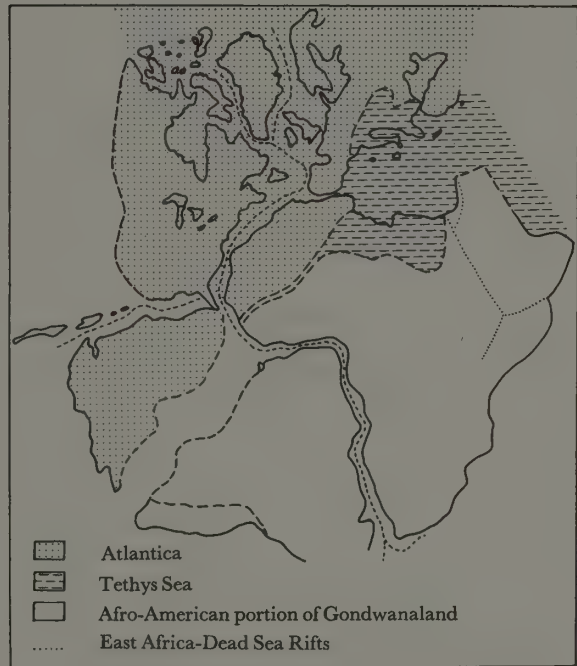 Atlantica
Tethys Sea
Afro-American portion of Gondwanaland
East Africa-Dead Sea Rifts